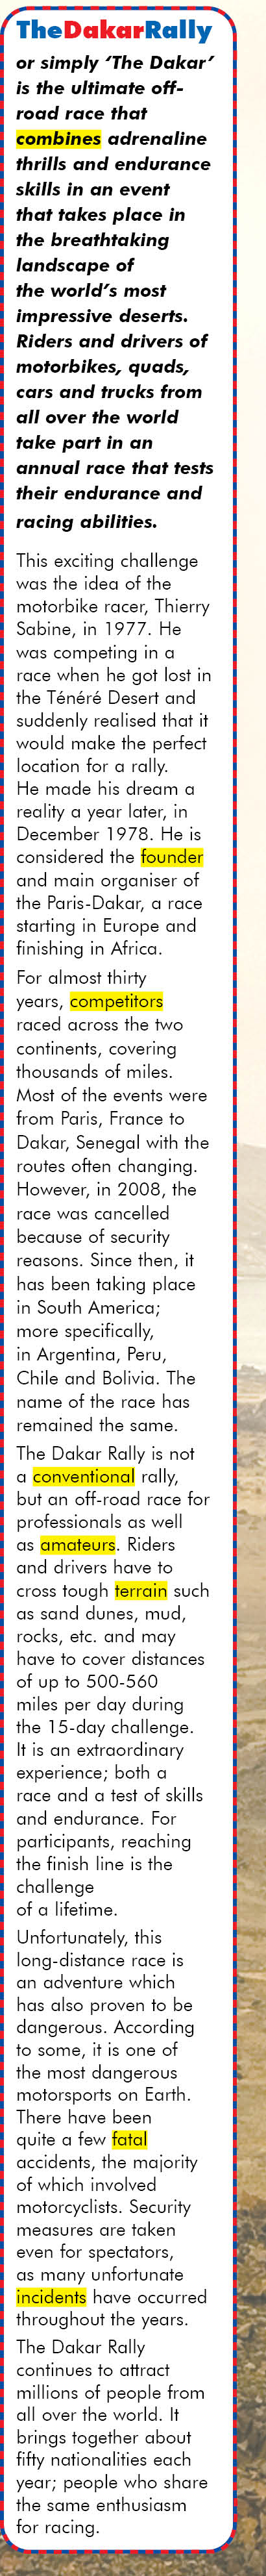 TheDakarRally
or simply ‘The Dakar’
is the ultimate off-
road race that
combines adrenaline
thrills and endurance
skills in an event
that takes place in
the breathtaking
landscape of
the world’s most
impressive deserts.
Riders and drivers of
motorbikes, quads,
cars and trucks from
all over the world
take part in an
annual race that tests
their endurance and
racing abilities.
This exciting challenge
was the idea of the
motorbike racer, Thierry
Sabine, in 1977. He
was competing in a
race when he got lost in
the Ténéré Desert and
suddenly realised that it
would make the perfect
location for a rally.
He made his dream a
reality a year later, in
December 1978. He is
considered the founder
and main organiser of
the Paris-Dakar, a race
starting in Europe and
finishing in Africa.
For almost thirty
years, competitors
raced across the two
continents, covering
thousands of miles.
Most of the events were
from Paris, France to
Dakar, Senegal with the
routes often changing.
However, in 2008, the
race was cancelled
because of security
reasons. Since then, it
has been taking place
in South America;
more specifically,
in Argentina, Peru,
Chile and Bolivia. The
name of the race has
remained the same.
The Dakar Rally is not
a conventional rally,
but an off-road race for
professionals as well
as amateurs. Riders
and drivers have to
cross tough terrain such
as sand dunes, mud,
rocks, etc. and may
have to cover distances
of up to 500-560
miles per day during
the 15-day challenge.
It is an extraordinary
experience; both a
race and a test of skills
and endurance. For
participants, reaching
the finish line is the
challenge
of a lifetime.
Unfortunately, this
long-distance race is
an adventure which
has also proven to be
dangerous. According
to some, it is one of
the most dangerous
motorsports on Earth.
There have been
quite a few fatal
accidents, the majority
of which involved
motorcyclists. Security
measures are taken
even for spectators,
as many unfortunate
incidents have occurred
throughout the years.
The Dakar Rally
continues to attract
millions of people from
all over the world. It
brings together about
fifty nationalities each
year; people who share
the same enthusiasm
for racing.